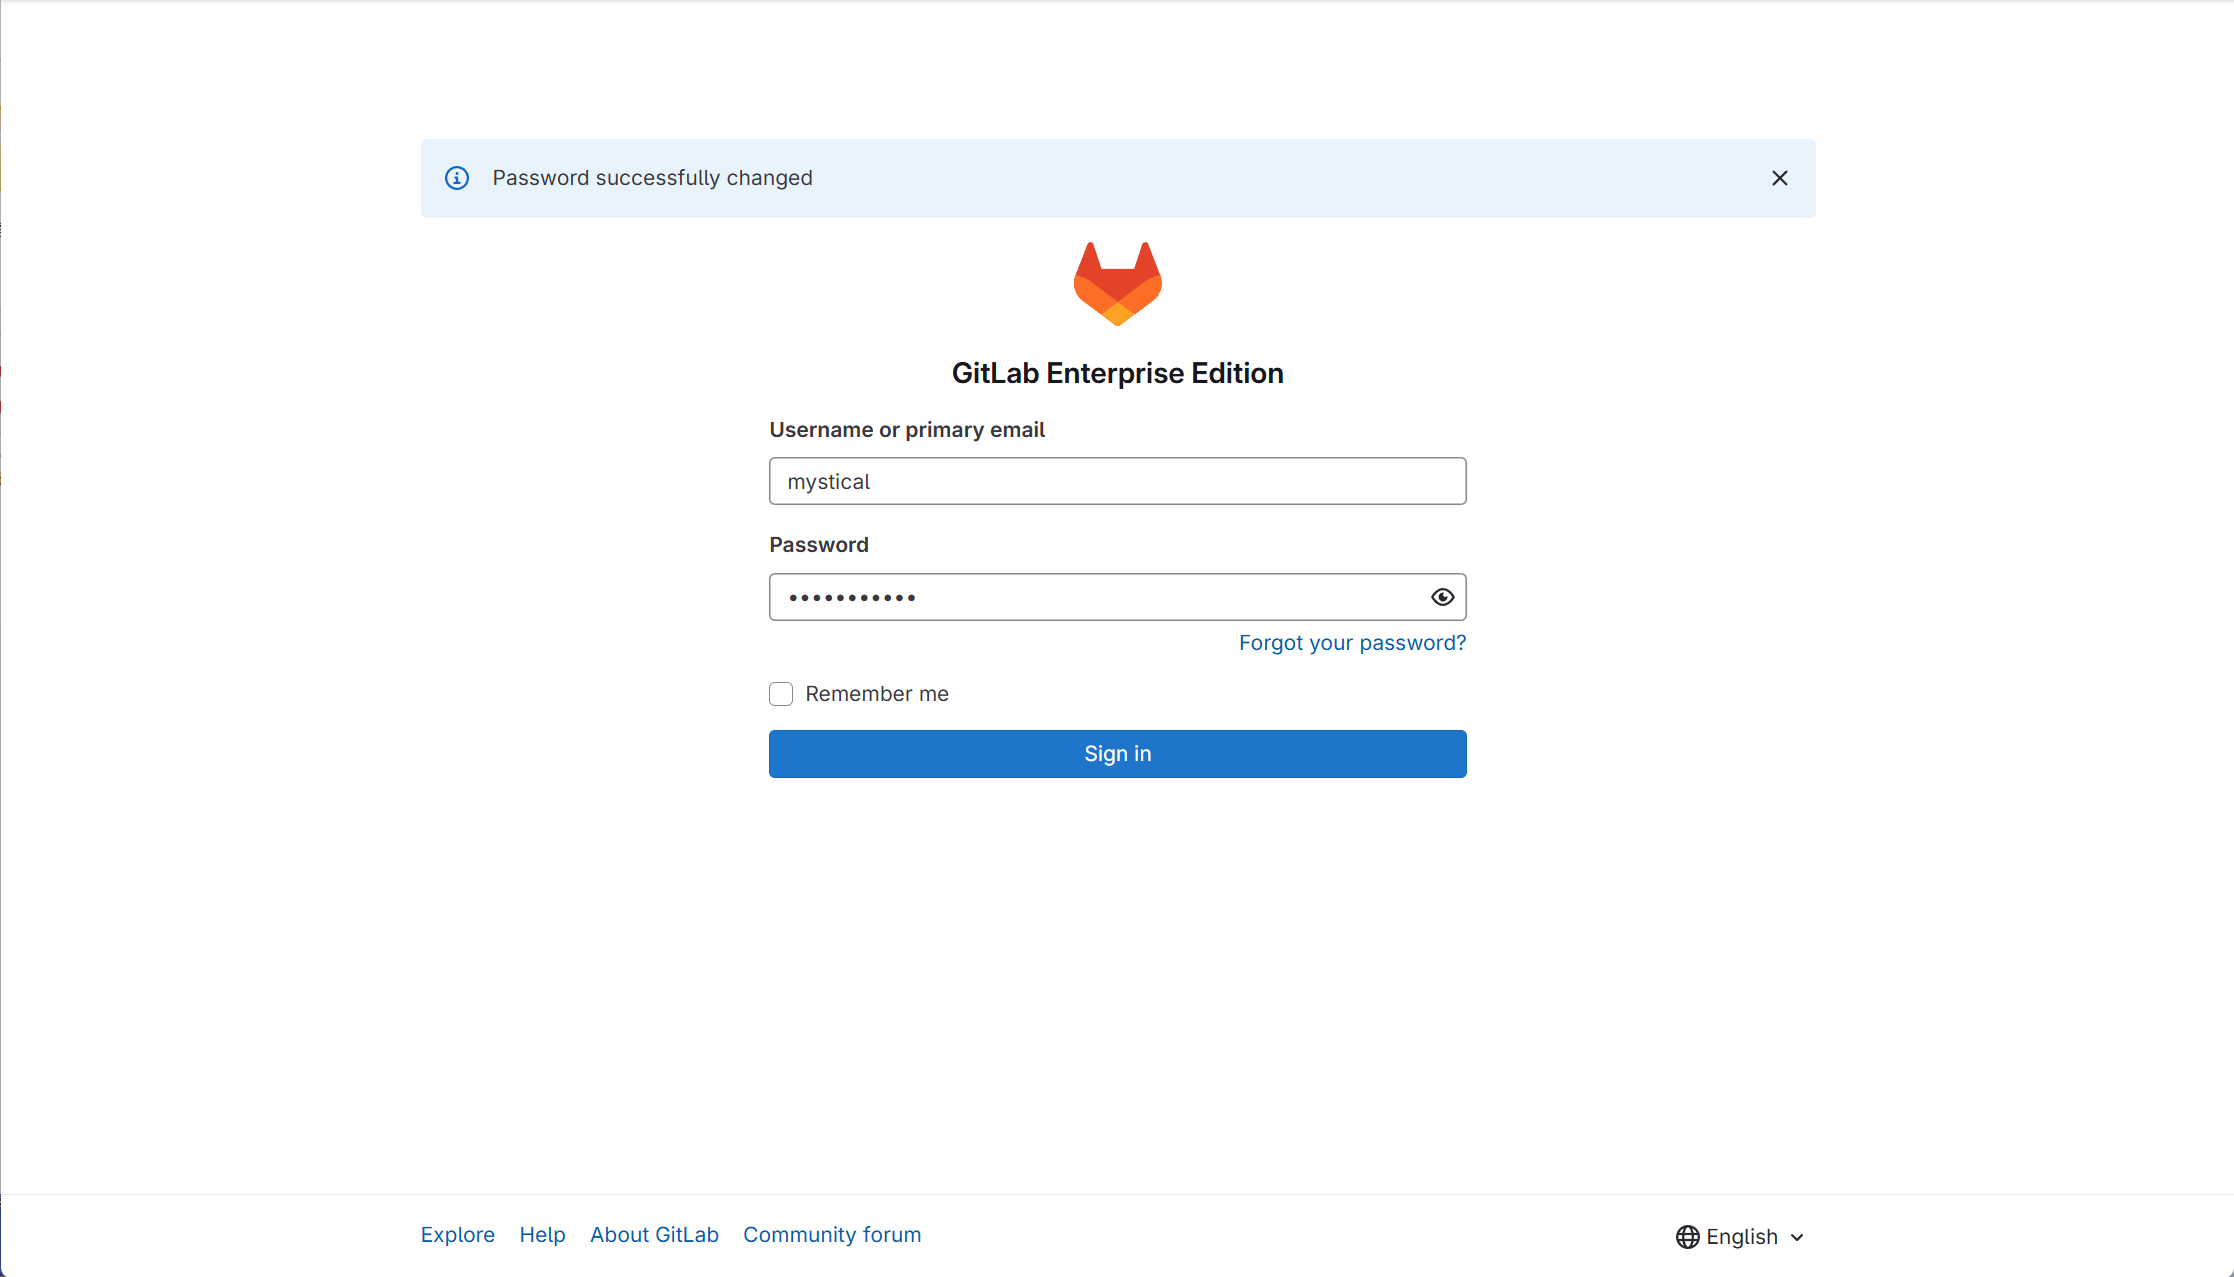 Password successfully changed
GitLab Enterprise Edition
Username or primary email
mystical
Password
•••••••••••
Forgot your password?
Remember me
Sign in
Explore Help About GitLab Community forum English